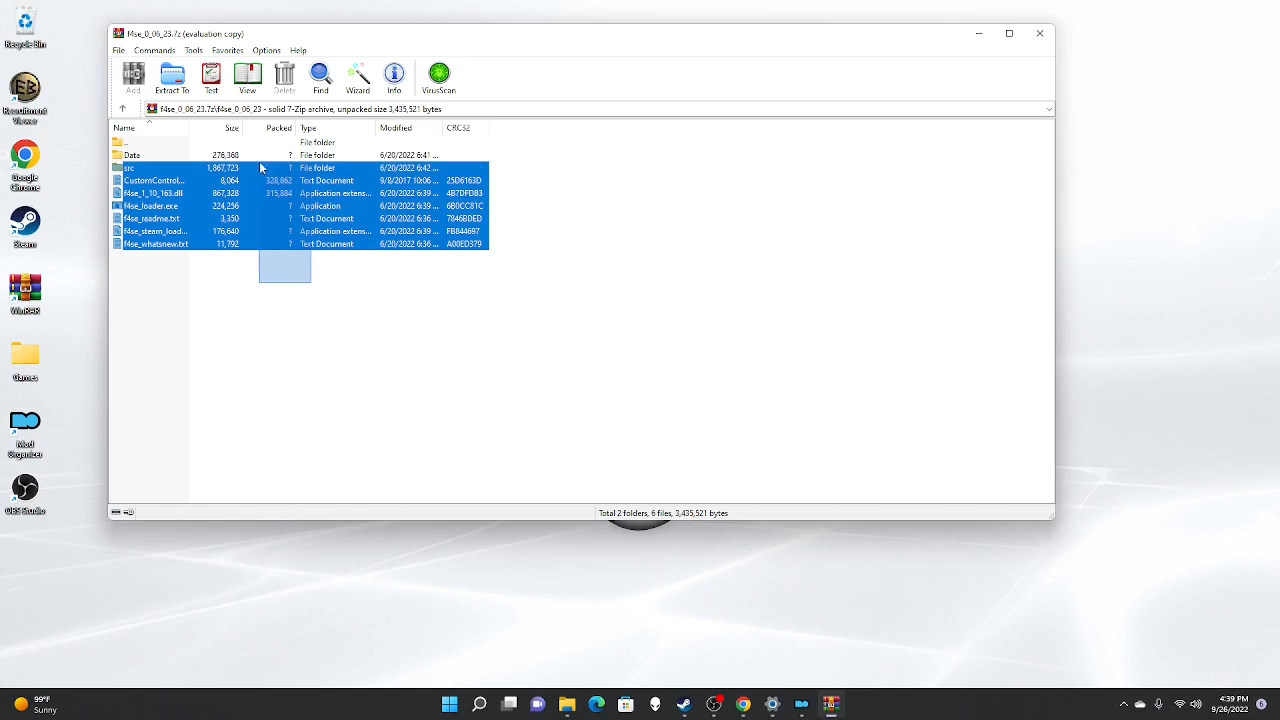 Recycle Bin
Recruitment
Viewer
Google
Chrome
Steam
WinRAR
Games
Mod
Organizer
OBS Studio
f4se_0_06_23.7z (evaluation copy)
File Commands Tools Favorites Options Help
Add Extract To Test View Delete Find Wizard Info VirusScan
f4se_0_06_23.7z\f4se_0_06_23 - solid 7-Zip archive, unpacked size 3,435,521 bytes
Name Size Packed Type Modified CRC32
.. File folder
Data 276,368 ? File folder 6/20/2022 6:41 ...
src 1,867,723 ? File folder 6/20/2022 6:42 ...
CustomControl... 8,064 328,862 Text Document 9/8/2017 10:06 ... 25D6163D
f4se_1_10_163.dll 867,328 315,884 Application extens... 6/20/2022 6:39 ... 4B7DFDB3
f4se_loader.exe 224,256 ? Application 6/20/2022 6:39 ... 6B0CC81C
f4se_readme.txt 3,350 ? Text Document 6/20/2022 6:39 ... 7846BDED
f4se_steam_load... 176,640 ? Application extens... 6/20/2022 6:39 ... FB844697
f4se_whatsnew.txt 11,792 ? Text Document 6/20/2022 6:36 ... A00ED379
Total 2 folders, 6 files, 3,435,521 bytes
99°F
Sunny
4:39 PM
9/26/2022